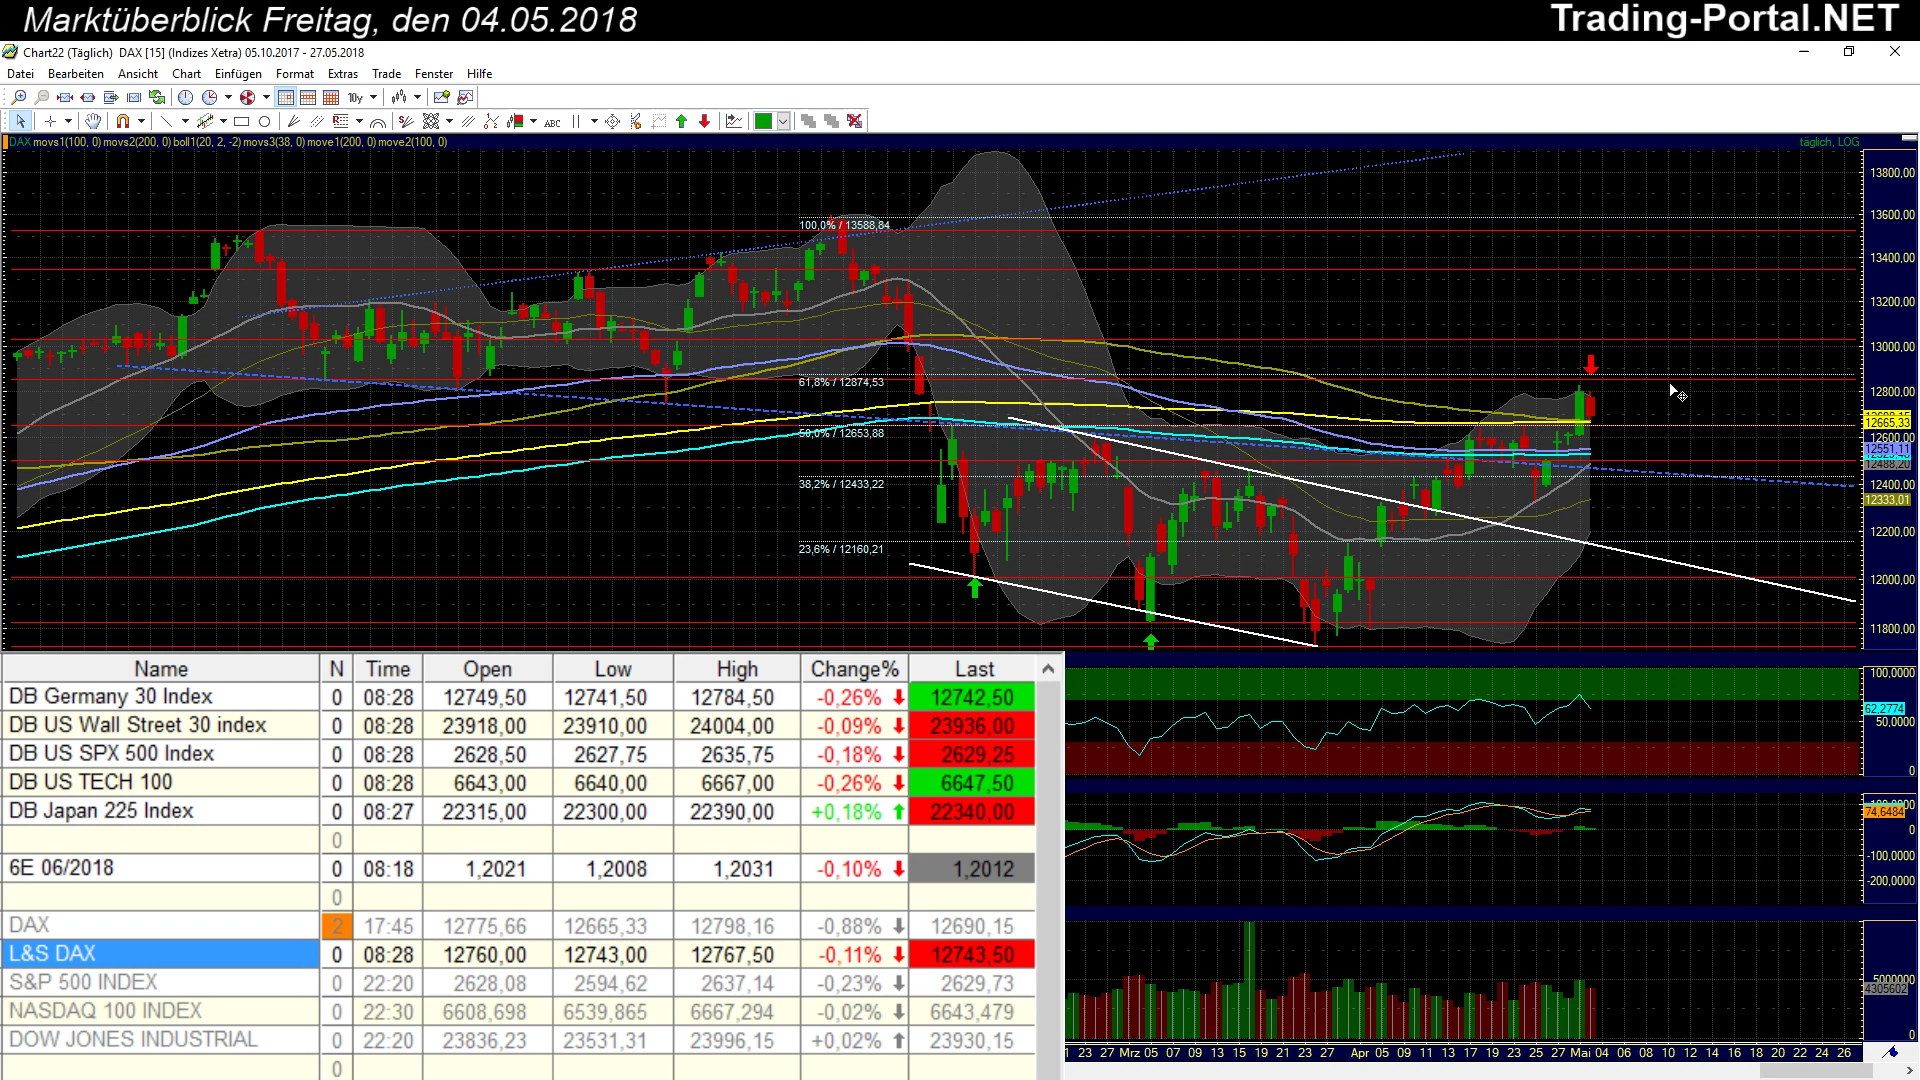 Marktüberblick Freitag, den 04.05.2018
Trading-Portal.NET
Chart22 (Täglich) DAX [15] (Indizes Xetra) 05.10.2017 - 27.05.2018
Datei Bearbeiten Ansicht Chart Einfügen Format Extras Trade Fenster Hilfe
10y
ABC
DAX movs1(100, 0) movs2(200, 0) boll1(20, 2, -2) movs3(38, 0) move1(200, 0) move2(100, 0)
täglich, LOG
13800,00
13600,00
100,0% / 13588,84
13400,00
13200,00
13000,00
61,8% / 12874,53
12800,00
12665,33
50,0% / 12653,88
12600,00
12551,11
12488,20
38,2% / 12433,22
12400,00
12333,01
12200,00
23,6% / 12160,21
12000,00
11800,00
Name N Time Open Low High Change% Last
DB Germany 30 Index 0 08:28 12749,50 12741,50 12784,50 -0,26% 12742,50
DB US Wall Street 30 index 0 08:28 23918,00 23910,00 24004,00 -0,09% 23936,00
DB US SPX 500 Index 0 08:28 2628,50 2627,75 2635,75 -0,18% 2629,25
DB US TECH 100 0 08:28 6643,00 6640,00 6667,00 -0,26% 6647,50
DB Japan 225 Index 0 08:27 22315,00 22300,00 22390,00 +0,18% 22340,00
0
6E 06/2018 0 08:18 1,2021 1,2008 1,2031 -0,10% 1,2012
0
DAX 2 17:45 12775,66 12665,33 12798,16 -0,88% 12690,15
L&S DAX 0 08:28 12760,00 12743,00 12767,50 -0,11% 12743,50
S&P 500 INDEX 0 22:20 2628,08 2594,62 2637,14 -0,23% 2629,73
NASDAQ 100 INDEX 0 22:30 6608,698 6539,865 6667,294 -0,02% 6643,479
DOW JONES INDUSTRIAL 0 22:20 23836,23 23531,31 23996,15 +0,02% 23930,15
0
100,0000
62,2774
50,0000
0
74,6484
0
-100,0000
-200,0000
5000000
4305602
0
23 27 Mrz 05 07 09 13 15 19 21 23 27 Apr 05 09 11 13 17 19 23 25 27 Mai 04 06 08 10 12 14 16 18 20 22 24 26